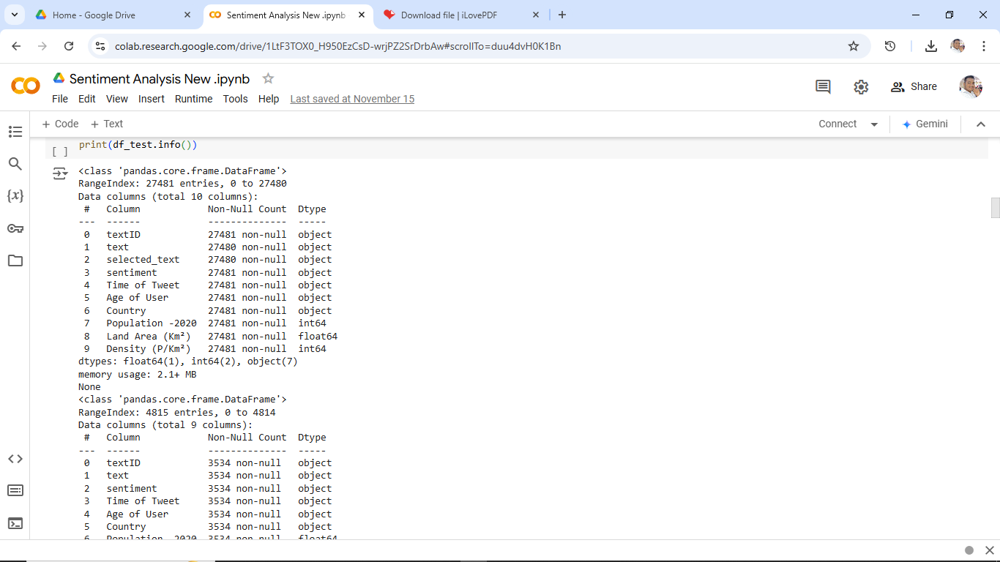 Home - Google Drive
Sentiment Analysis New .ipynb
Download file | iLovePDF
colab.research.google.com/drive/1LtF3TOX0_H950EzCsD-wrjPZ2SrDrbAw#scrollTo=duu4dvH0K1Bn
CO Sentiment Analysis New .ipynb
File Edit View Insert Runtime Tools Help Last saved at November 15
Share
+ Code + Text
Connect Gemini
print(df_test.info())
[ ]
{x}
<class 'pandas.core.frame.DataFrame'>
RangeIndex: 27481 entries, 0 to 27480
Data columns (total 10 columns):
 #   Column            Non-Null Count  Dtype
---  ------            --------------  -----
 0   textID            27481 non-null  object
 1   text              27480 non-null  object
 2   selected_text     27480 non-null  object
 3   sentiment         27481 non-null  object
 4   Time of Tweet     27481 non-null  object
 5   Age of User       27481 non-null  object
 6   Country           27481 non-null  object
 7   Population -2020  27481 non-null  int64
 8   Land Area (Km²)   27481 non-null  float64
 9   Density (P/Km²)   27481 non-null  int64
dtypes: float64(1), int64(2), object(7)
memory usage: 2.1+ MB
None
<class 'pandas.core.frame.DataFrame'>
RangeIndex: 4815 entries, 0 to 4814
Data columns (total 9 columns):
 #   Column            Non-Null Count  Dtype
---  ------            --------------  -----
 0   textID            3534 non-null   object
 1   text              3534 non-null   object
 2   sentiment         3534 non-null   object
 3   Time of Tweet     3534 non-null   object
 4   Age of User       3534 non-null   object
 5   Country           3534 non-null   object
 6   Population -2020  3534 non-null   float64